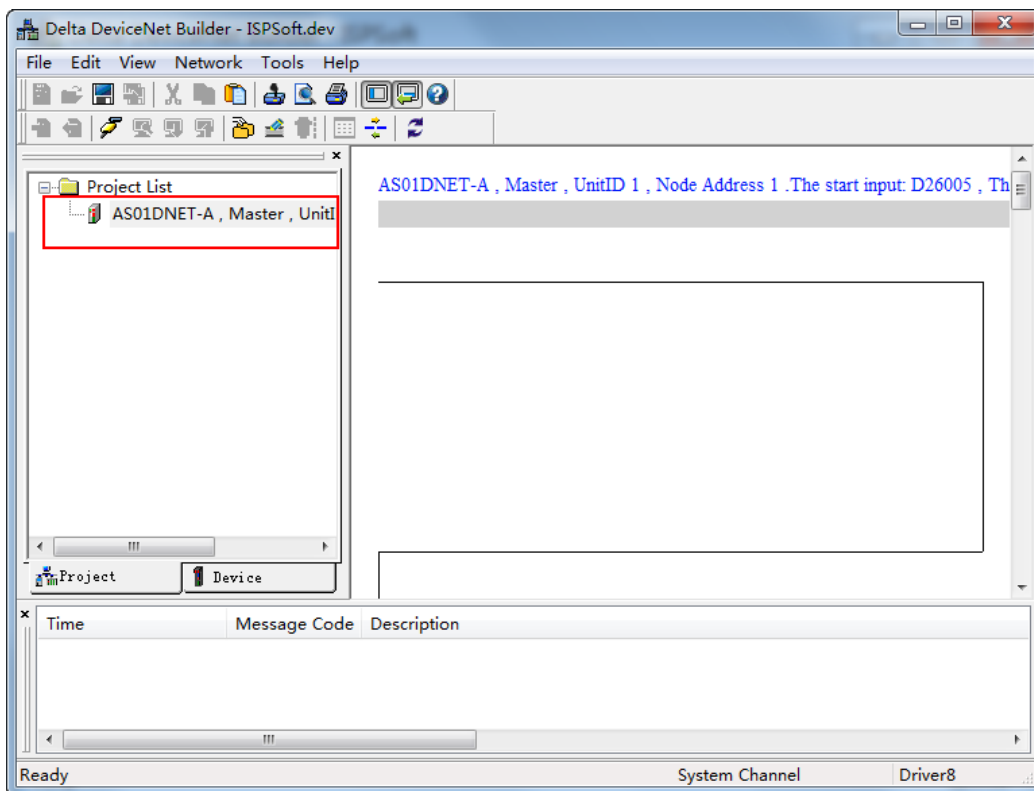 Delta DeviceNet Builder - ISPSoft.dev
File Edit View Network Tools Help
Project List
AS01DNET-A , Master , UnitI
AS01DNET-A , Master , UnitID 1 , Node Address 1 .The start input: D26005 , Th
Project Device
Time Message Code Description
Ready System Channel Driver8